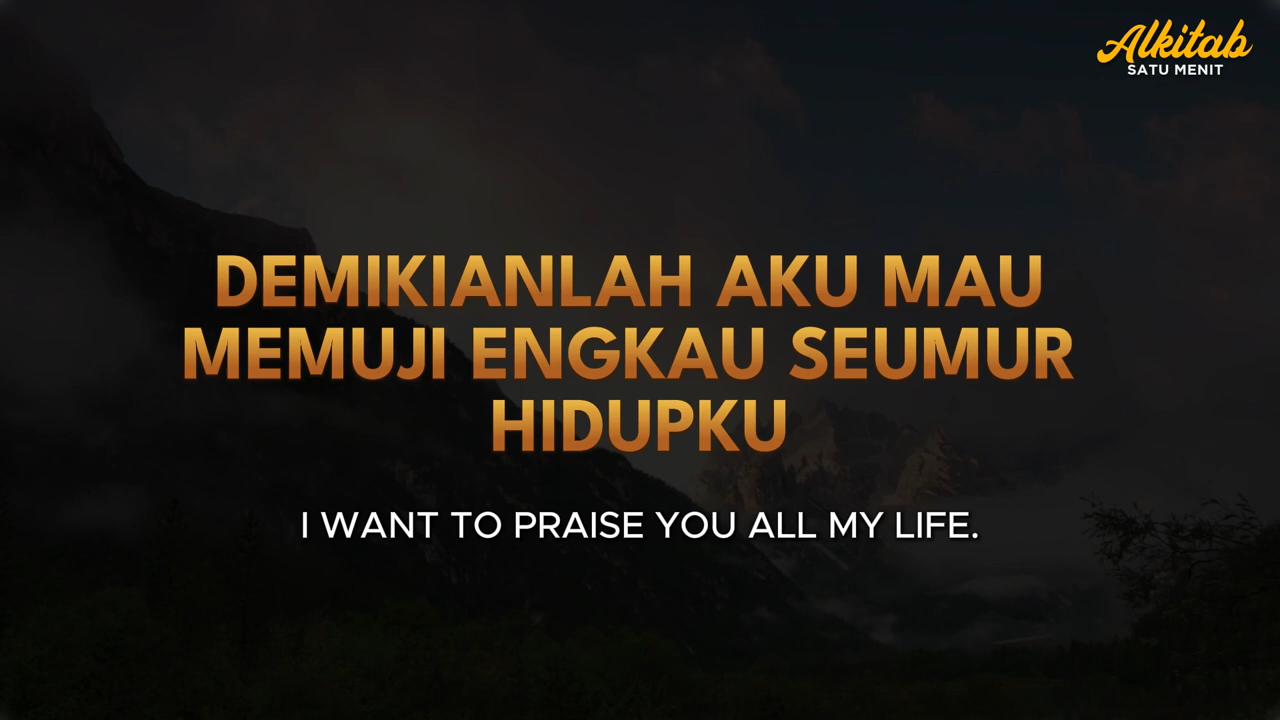 Alkitab
SATU MENIT
DEMIKIANLAH AKU MAU
MEMUJI ENGKAU SEUMUR
HIDUPKU
I WANT TO PRAISE YOU ALL MY LIFE.